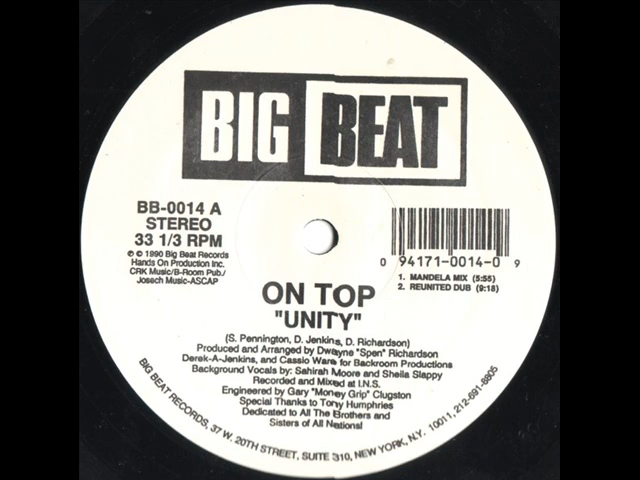 BIG BEAT
BB-0014 A
STEREO
33 1/3 RPM
℗ © 1990 Big Beat Records
Hands On Production Inc.
CRK Music/B-Room Pub./
Josech Music-ASCAP
0 94171-0014-0 9
1. MANDELA MIX (5:55)
2. REUNITED DUB (9:18)
ON TOP
"UNITY"
(S. Pennington, D. Jenkins, D. Richardson)
Produced and Arranged by Dwayne "Spen" Richardson
Derek-A-Jenkins, and Cassio Ware for Backroom Productions
Background Vocals by: Sahirah Moore and Sheila Slappy
Recorded and Mixed at I.N.S.
Engineered by Gary "Money Grip" Clugston
Special Thanks to Tony Humphries
Dedicated to All The Brothers and
Sisters of All Nations!
BIG BEAT RECORDS, 37 W. 20TH STREET, SUITE 310, NEW YORK, N.Y. 10011, 212-691-8805